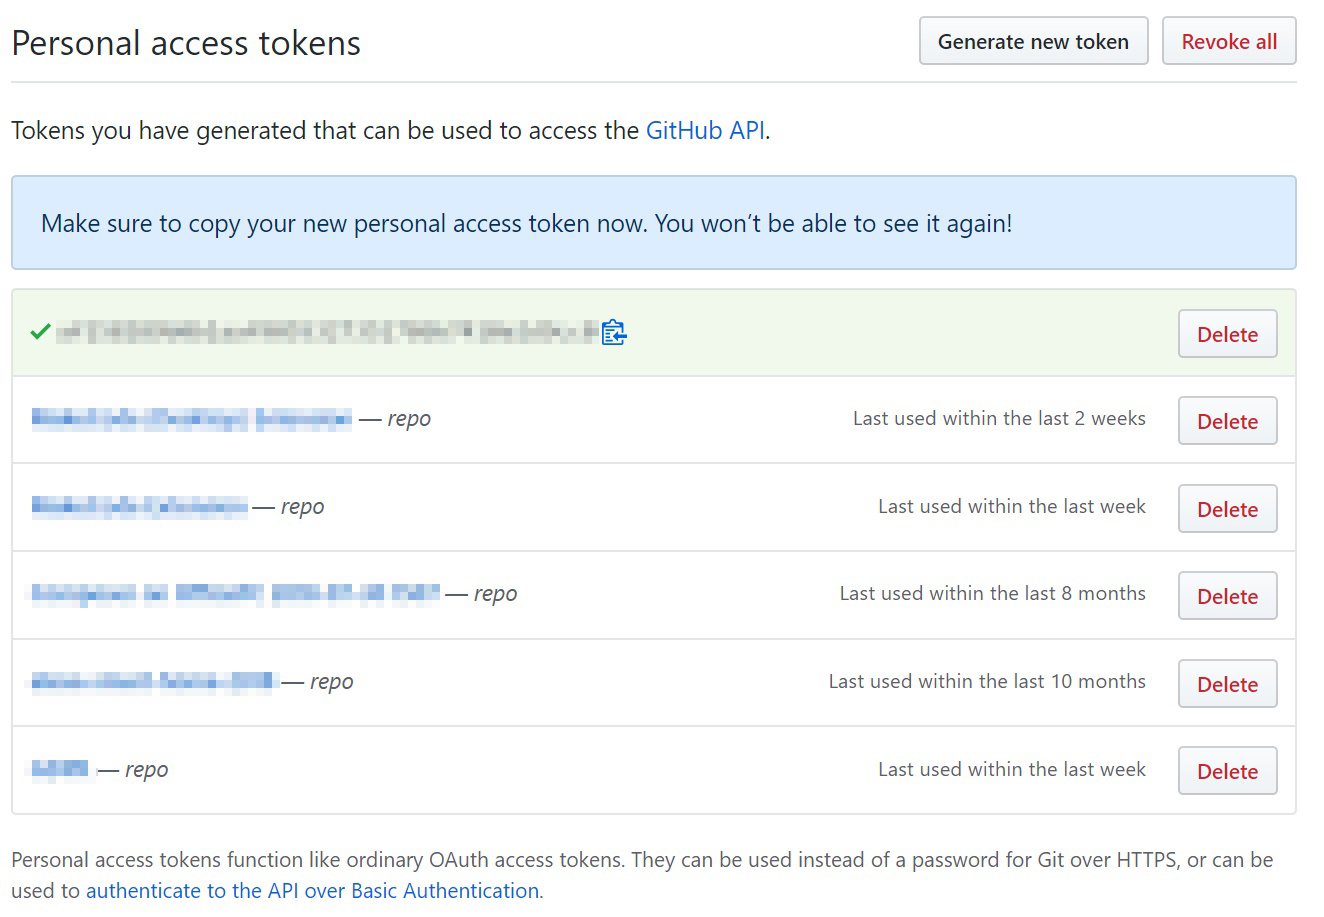 Personal access tokens
Generate new token
Revoke all
Tokens you have generated that can be used to access the GitHub API.
Make sure to copy your new personal access token now. You won’t be able to see it again!
Delete
— repo
Last used within the last 2 weeks
Delete
— repo
Last used within the last week
Delete
— repo
Last used within the last 8 months
Delete
— repo
Last used within the last 10 months
Delete
— repo
Last used within the last week
Delete
Personal access tokens function like ordinary OAuth access tokens. They can be used instead of a password for Git over HTTPS, or can be
used to authenticate to the API over Basic Authentication.